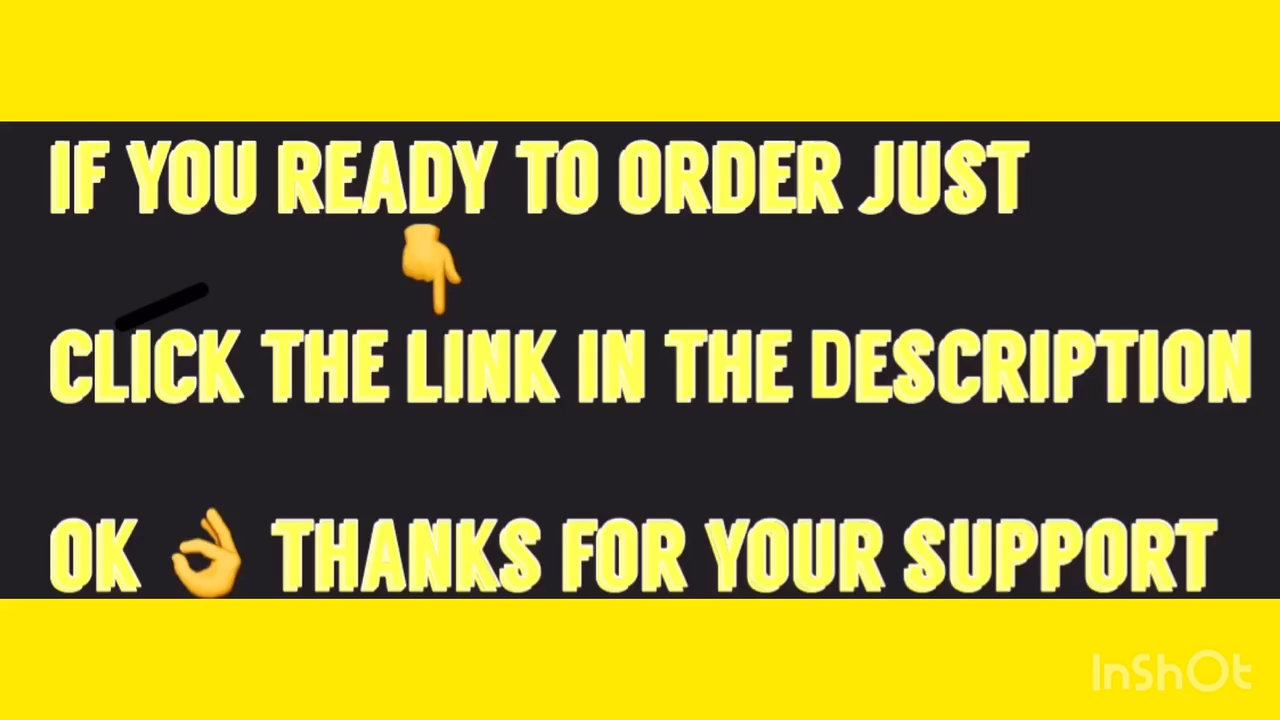 IF YOU READY TO ORDER JUST
👇
CLICK THE LINK IN THE DESCRIPTION
OK 👌 THANKS FOR YOUR SUPPORT
InShOt